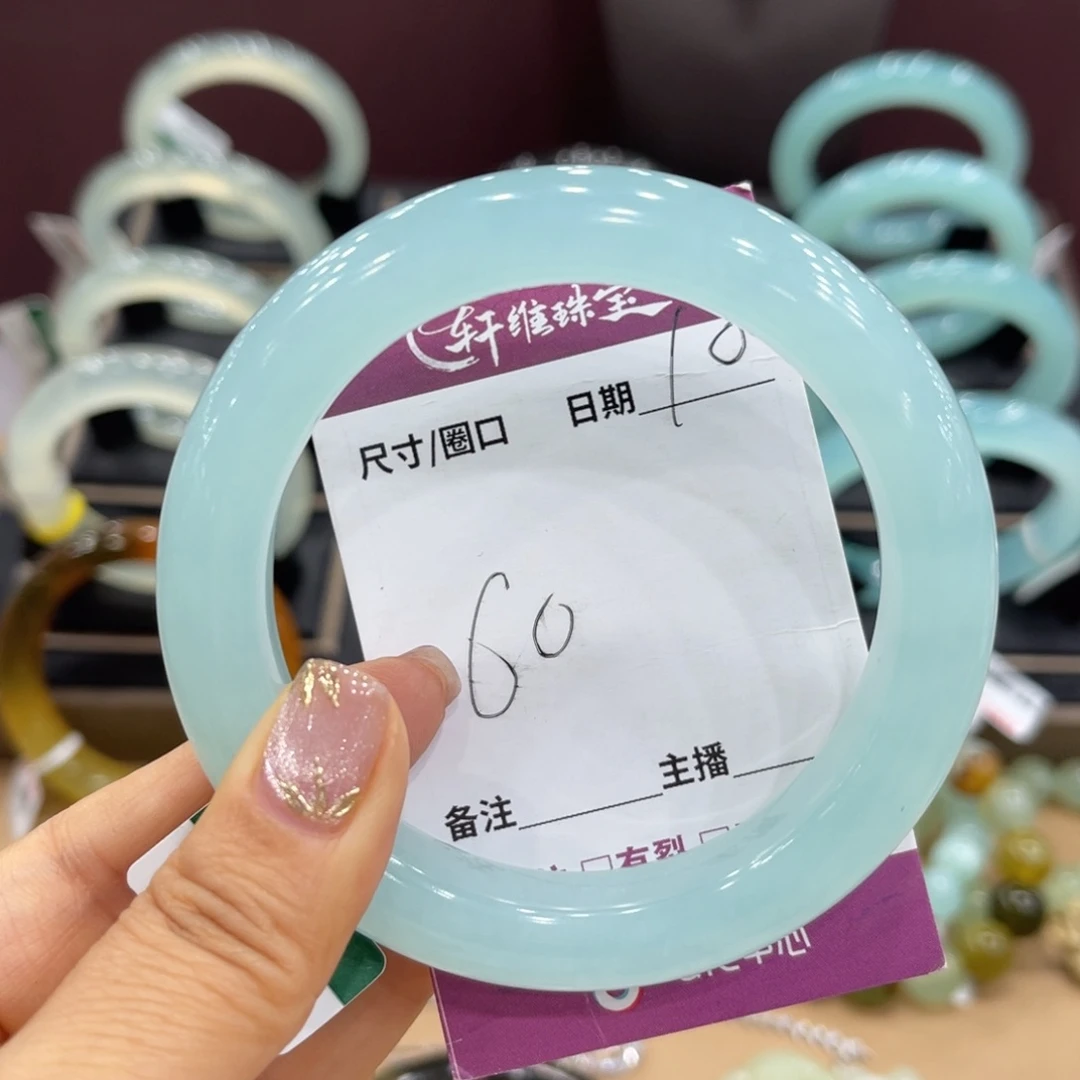 轩维珠宝
尺寸/圈口 日期 10
60
备注 主播
有裂